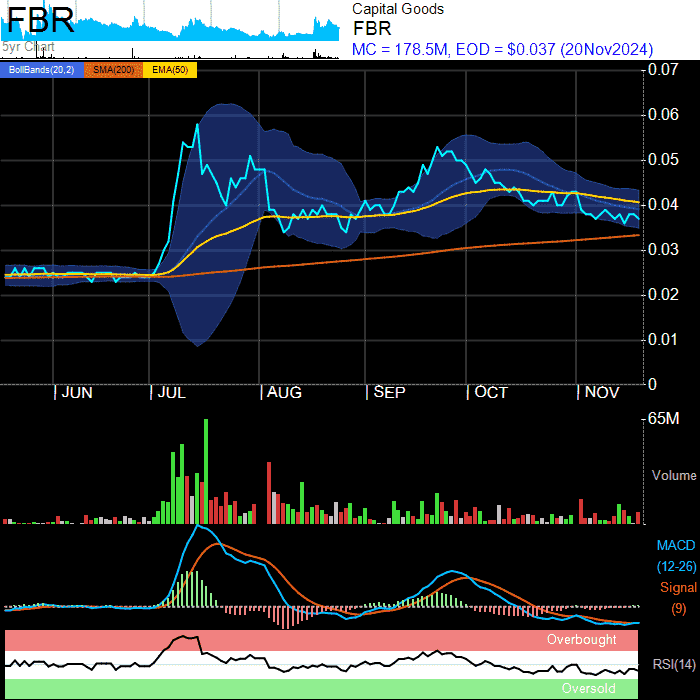 FBR
5yr Chart
Capital Goods
FBR
MC = 178.5M, EOD = $0.037 (20Nov2024)
BollBands(20,2) SMA(200) EMA(50)
0.07
0.06
0.05
0.04
0.03
0.02
0.01
0
JUN JUL AUG SEP OCT NOV
65M
Volume
MACD
(12-26)
Signal
(9)
Overbought
RSI(14)
Oversold